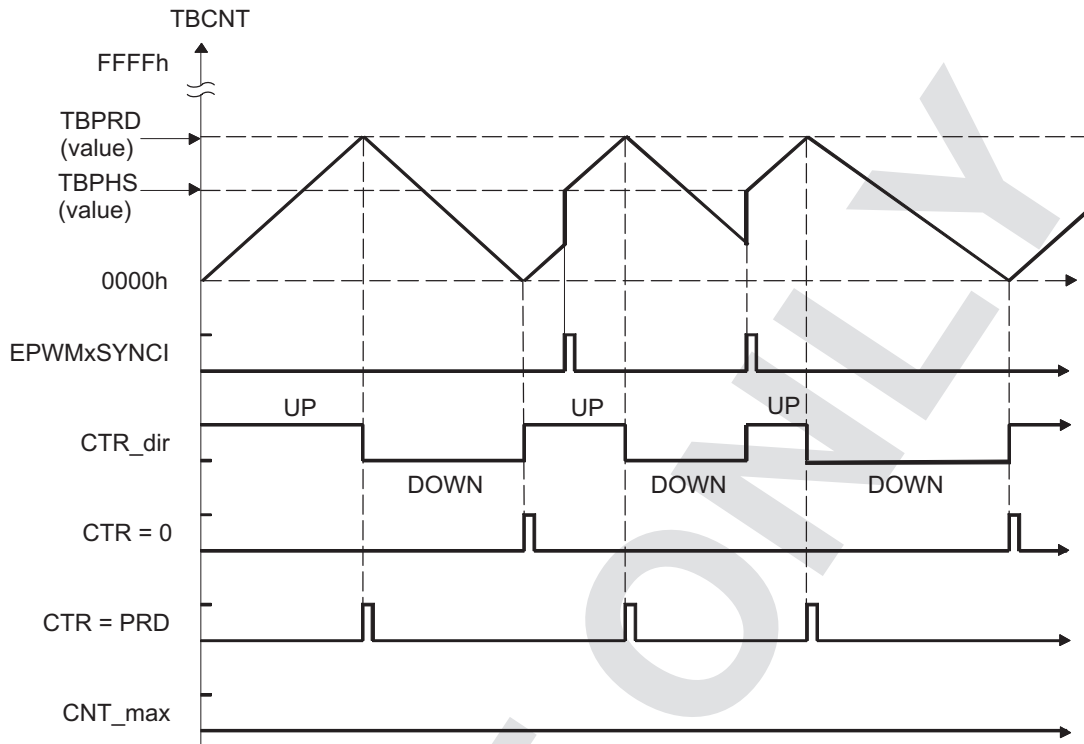 TBCNT
FFFFh
TBPRD
(value)
TBPHS
(value)
0000h
EPWMxSYNCI
UP UP UP
CTR_dir
DOWN DOWN DOWN
CTR = 0
CTR = PRD
CNT_max
ONLY